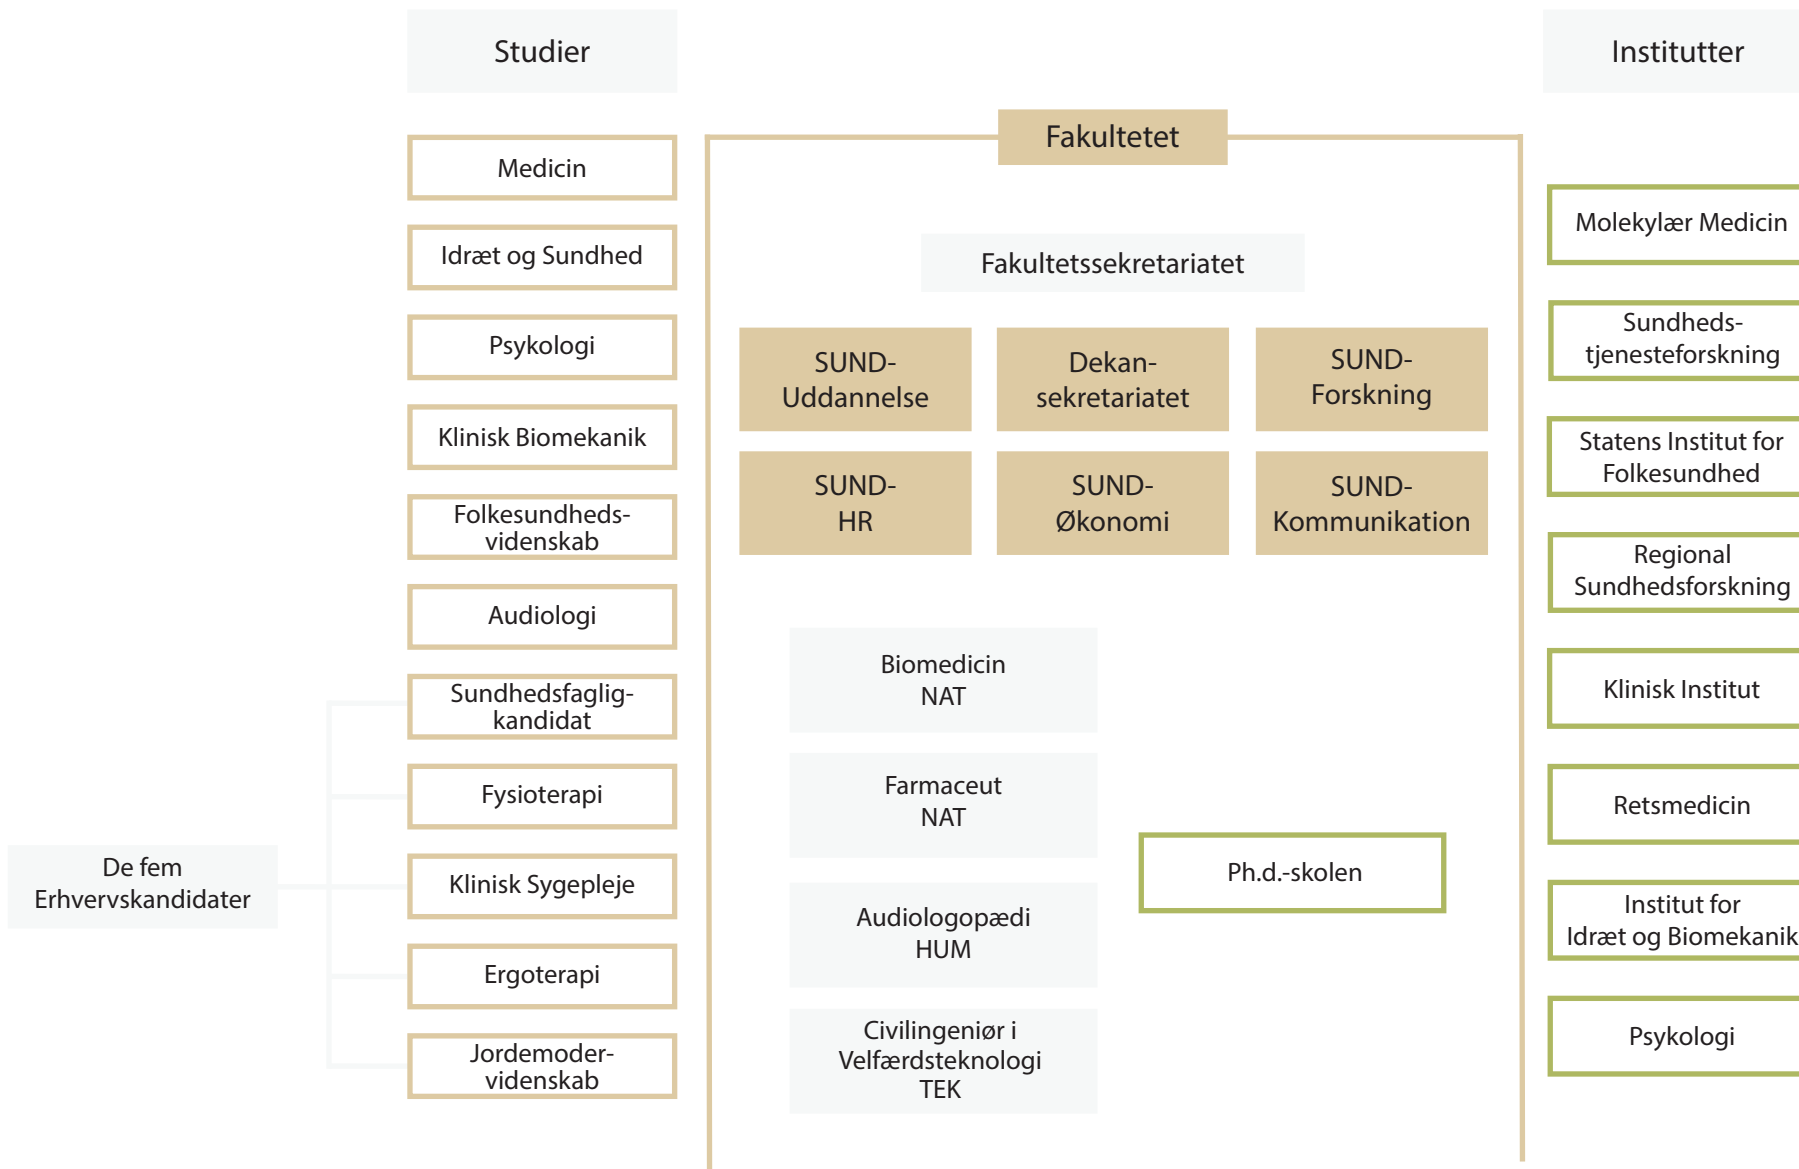 Studier
Medicin
Idræt og Sundhed
Psykologi
Klinisk Biomekanik
Folkesundheds-
videnskab
Audiologi
Sundhedsfaglig-
kandidat
Fysioterapi
Klinisk Sygepleje
Ergoterapi
Jordemoder-
videnskab
De fem
Erhvervskandidater
Fakultetet
Fakultetssekretariatet
SUND-
Uddannelse
Dekan-
sekretariatet
SUND-
Forskning
SUND-
HR
SUND-
Økonomi
SUND-
Kommunikation
Biomedicin
NAT
Farmaceut
NAT
Audiologopædi
HUM
Civilingeniør i
Velfærdsteknologi
TEK
Ph.d.-skolen
Institutter
Molekylær Medicin
Sundheds-
tjenesteforskning
Statens Institut for
Folkesundhed
Regional
Sundhedsforskning
Klinisk Institut
Retsmedicin
Institut for
Idræt og Biomekanik
Psykologi